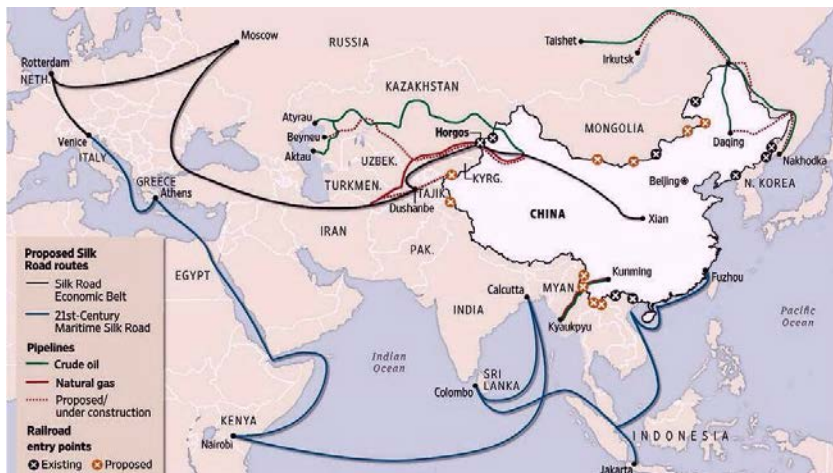 Moscow
RUSSIA
Taishet
Rotterdam
NETH.
Irkutsk
KAZAKHSTAN
Atyrau
Beyneu
Horgos
MONGOLIA
Daqing
Venice
ITALY
Aktau
UZBEK.
Nakhodka
GREECE
Athens
TURKMEN.
KYRG.
TAJIK.
Beijing
N. KOREA
Dushanbe
CHINA
Xian
IRAN
PAK.
EGYPT
Calcutta
MYAN
Kunming
Fuzhou
INDIA
Kyaukpyu
Pacific
Ocean
Indian
Ocean
SRI
LANKA
Colombo
KENYA
Nairobi
INDONESIA
Jakarta
Proposed Silk
Road routes
Silk Road
Economic Belt
21st-Century
Maritime Silk Road
Pipelines
Crude oil
Natural gas
Proposed/
under construction
Railroad
entry points
Existing
Proposed